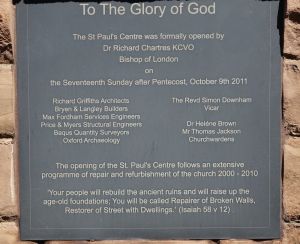 To The Glory of God
The St Paul's Centre was formally opened by
Dr Richard Chartres KCVO
Bishop of London
on
the Seventeenth Sunday after Pentecost, October 9th 2011
Richard Griffiths Architects
Bryen & Langley Builders
Max Fordham Services Engineers
Price & Myers Structural Engineers
Baqus Quantity Surveyors
Oxford Archaeology
The Revd Simon Downham
Vicar
Dr Helène Brown
Mr Thomas Jackson
Churchwardens
The opening of the St. Paul's Centre follows an extensive
programme of repair and refurbishment of the church 2000 - 2010
'Your people will rebuild the ancient ruins and will raise up the
age-old foundations; You will be called Repairer of Broken Walls,
Restorer of Street with Dwellings.' (Isaiah 58 v 12)